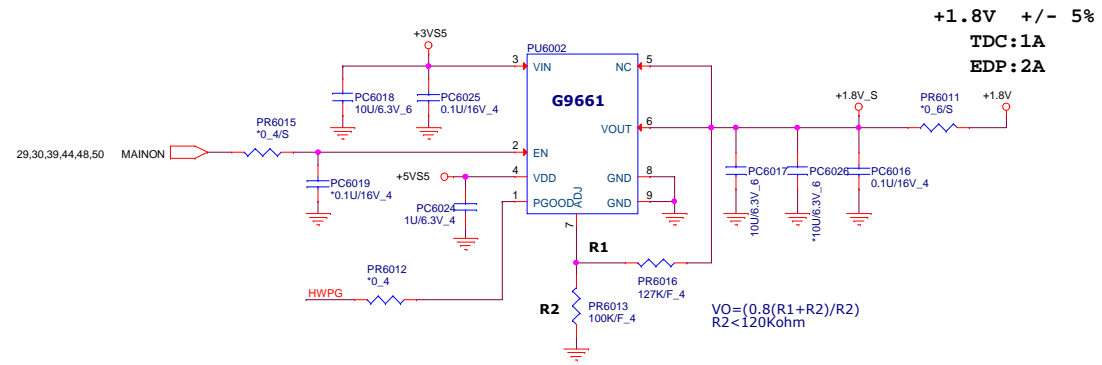 +1.8V +/- 5%
TDC:1A
EDP:2A
+3VS5
PU6002
3
VIN
NC
5
PC6018
10U/6.3V_6
PC6025
0.1U/16V_4
G9661
+1.8V_S
PR6011
*0_6/S
+1.8V
PR6015
*0_4/S
VOUT
6
29,30,39,44,48,50
MAINON
2
EN
PC6019
*0.1U/16V_4
+5VS5
4
VDD
GND
8
PC6017
10U/6.3V_6
PC6026
*10U/6.3V_6
PC6016
0.1U/16V_4
PC6024
1U/6.3V_4
1
PGOOD
ADJ
GND
9
7
R1
PR6012
*0_4
HWPG
PR6016
127K/F_4
R2
PR6013
100K/F_4
VO=(0.8(R1+R2)/R2)
R2<120Kohm